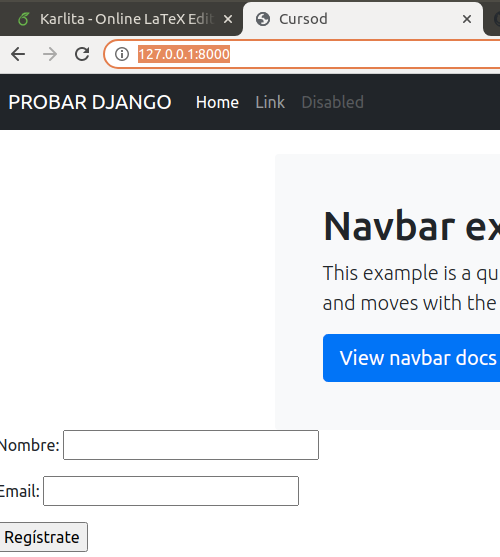 Karlita - Online LaTeX Edit
Cursod
127.0.0.1:8000
PROBAR DJANGO Home Link Disabled
Navbar ex
This example is a qu
and moves with the
View navbar docs
Nombre:
Email:
Regístrate